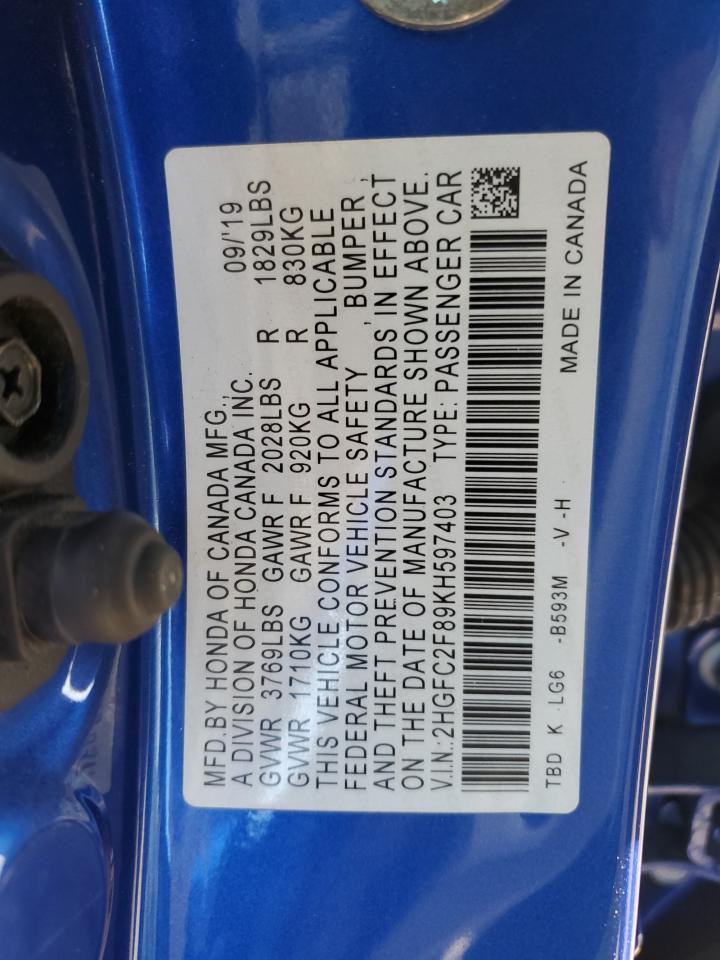 MFD.BY HONDA OF CANADA MFG., 09/'19
A DIVISION OF HONDA CANADA INC.
GVWR 3769LBS GAWR F 2028LBS R 1829LBS
GVWR 1710KG GAWR F 920KG R 830KG
THIS VEHICLE CONFORMS TO ALL APPLICABLE
FEDERAL MOTOR VEHICLE SAFETY , BUMPER ,
AND THEFT PREVENTION STANDARDS IN EFFECT
ON THE DATE OF MANUFACTURE SHOWN ABOVE.
V.I.N.:2HGFC2F89KH597403 TYPE: PASSENGER CAR
TBD K LG6 -B593M -V -H MADE IN CANADA